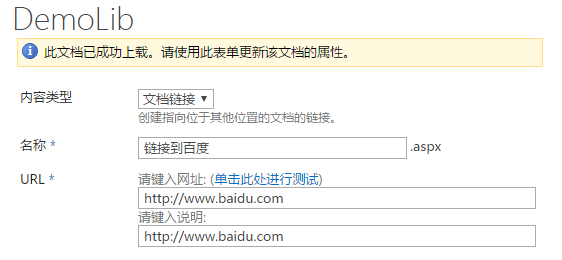 DemoLib
此文档已成功上载。请使用此表单更新该文档的属性。
内容类型
文档链接
创建指向位于其他位置的文档的链接。
名称 * 链接到百度 .aspx
URL * 请键入网址: (单击此处进行测试)
http://www.baidu.com
请键入说明:
http://www.baidu.com